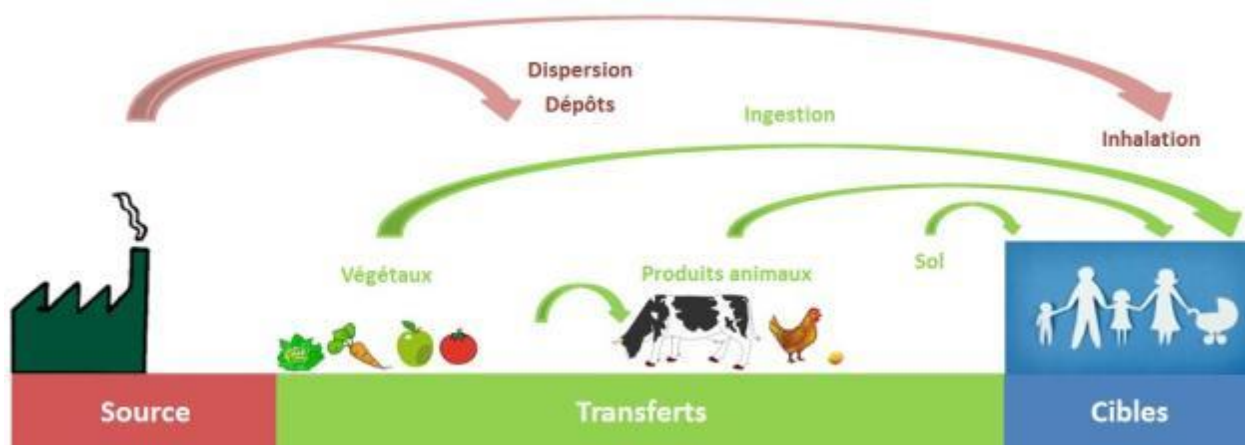 Dispersion
Dépôts
Ingestion
Inhalation
Végétaux
Produits animaux
Sol
Source
Transferts
Cibles